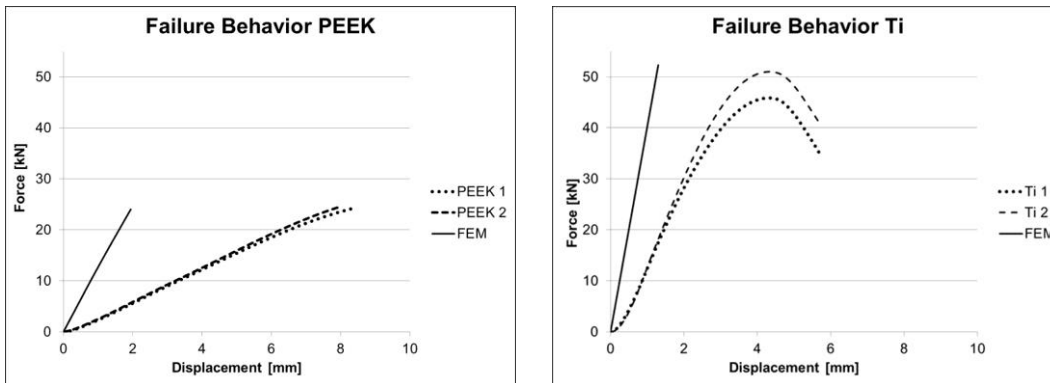 Failure Behavior PEEK
Force [kN]
50
40
30
20
10
0
0 2 4 6 8 10
Displacement [mm]
PEEK 1
PEEK 2
FEM
Failure Behavior Ti
Force [kN]
50
40
30
20
10
0
0 2 4 6 8 10
Displacement [mm]
Ti 1
Ti 2
FEM